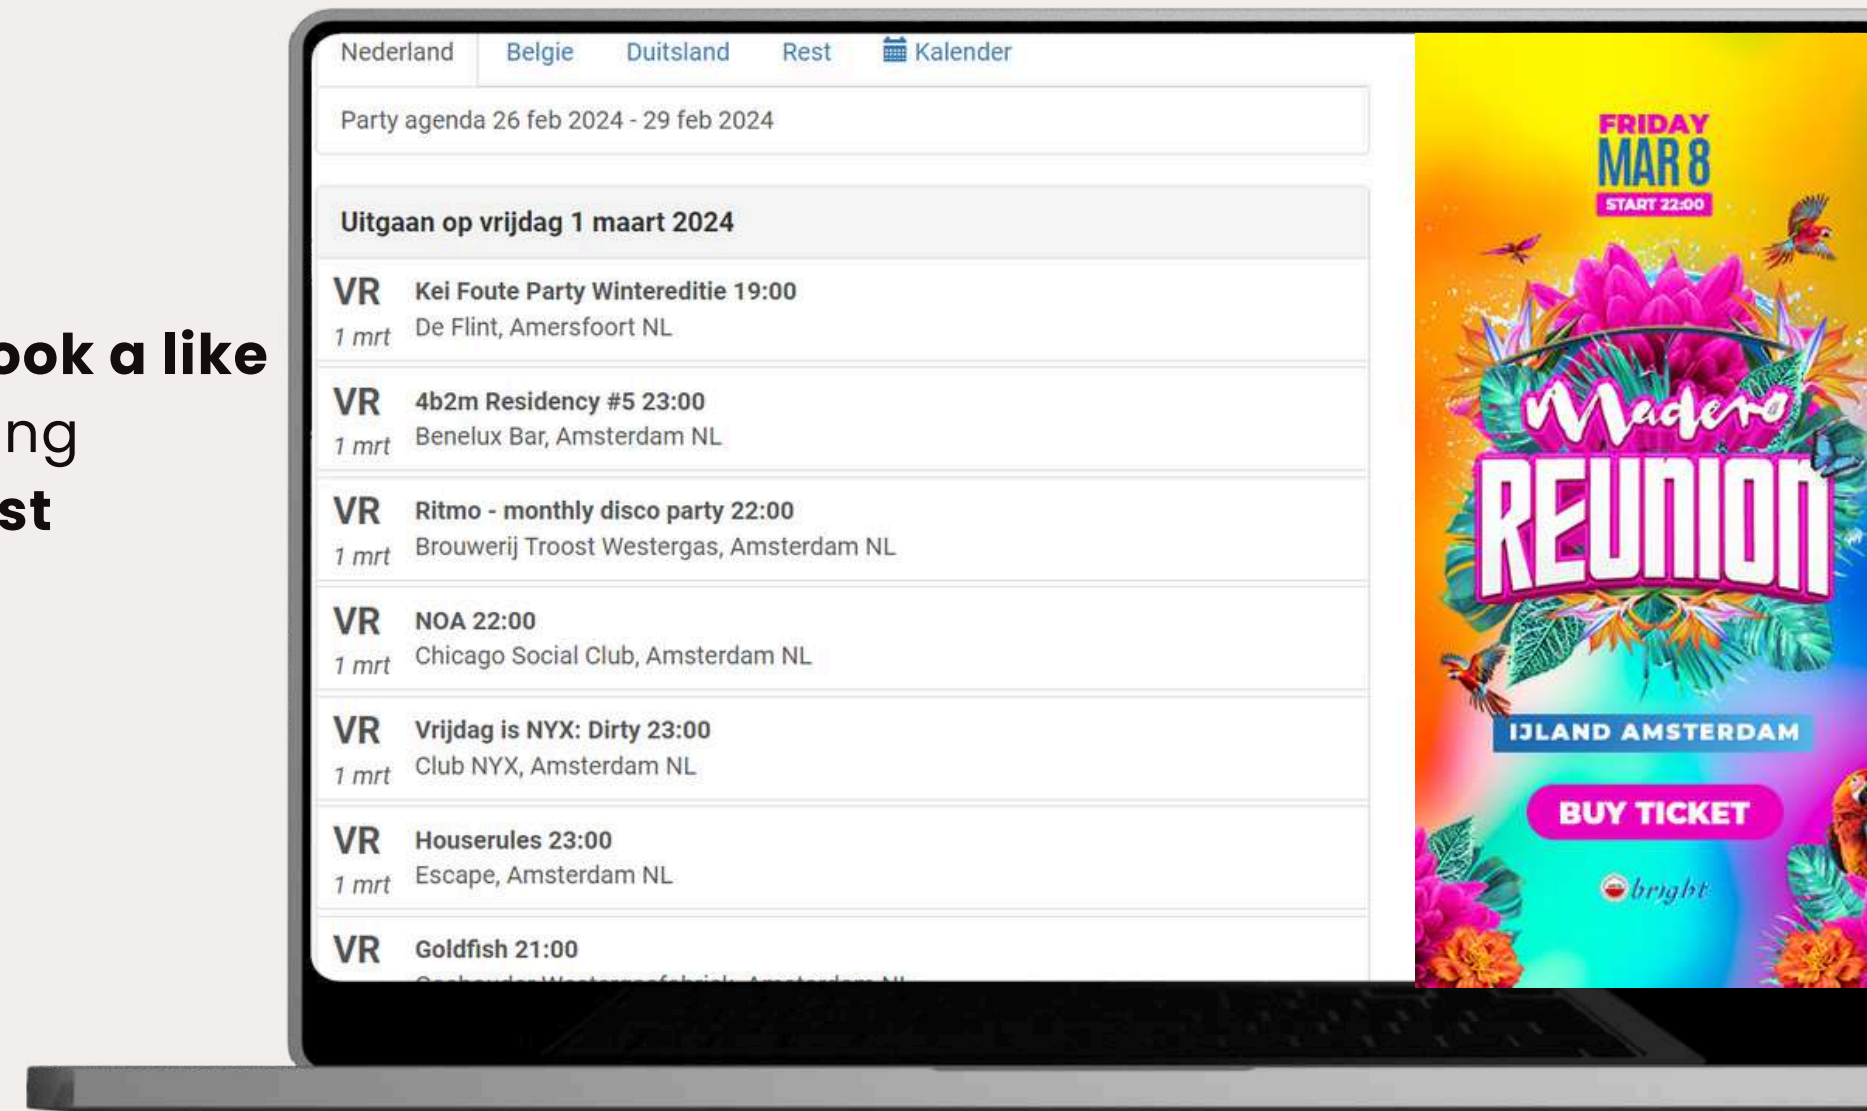 ook a like
ng
st
Nederland Belgie Duitsland Rest Kalender
Party agenda 26 feb 2024 - 29 feb 2024
Uitgaan op vrijdag 1 maart 2024
VR Kei Foute Party Wintereditie 19:00
1 mrt De Flint, Amersfoort NL
VR 4b2m Residency #5 23:00
1 mrt Benelux Bar, Amsterdam NL
VR Ritmo - monthly disco party 22:00
1 mrt Brouwerij Troost Westergas, Amsterdam NL
VR NOA 22:00
1 mrt Chicago Social Club, Amsterdam NL
VR Vrijdag is NYX: Dirty 23:00
1 mrt Club NYX, Amsterdam NL
VR Houserules 23:00
1 mrt Escape, Amsterdam NL
VR Goldfish 21:00
FRIDAY
MAR 8
START 22:00
Madero
REUNION
IJLAND AMSTERDAM
BUY TICKET
bright